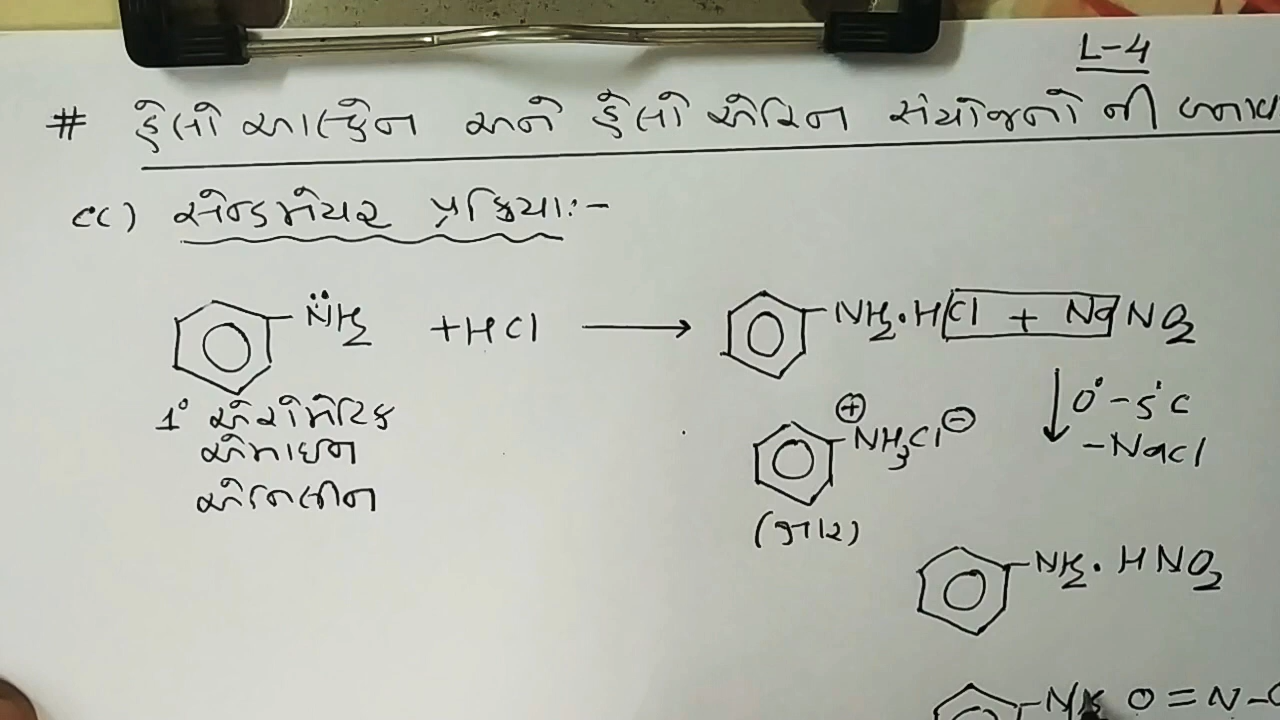 L-4
# હેલો આલ્કેન અને હેલો એરિન સંયોજનો ની બનાવ
(c) સેન્ડમેયર પ્રક્રિયા:-
N̈H₂ + HCl ⟶ NH₂·HCl + NaNO₂
1° એરોમેટિક
એમાઇન
એનિલીન
0°-5°C
-NaCl
⊕NH₃Cl⊖
(ક્ષાર)
NH₂·HNO₂
O=N-